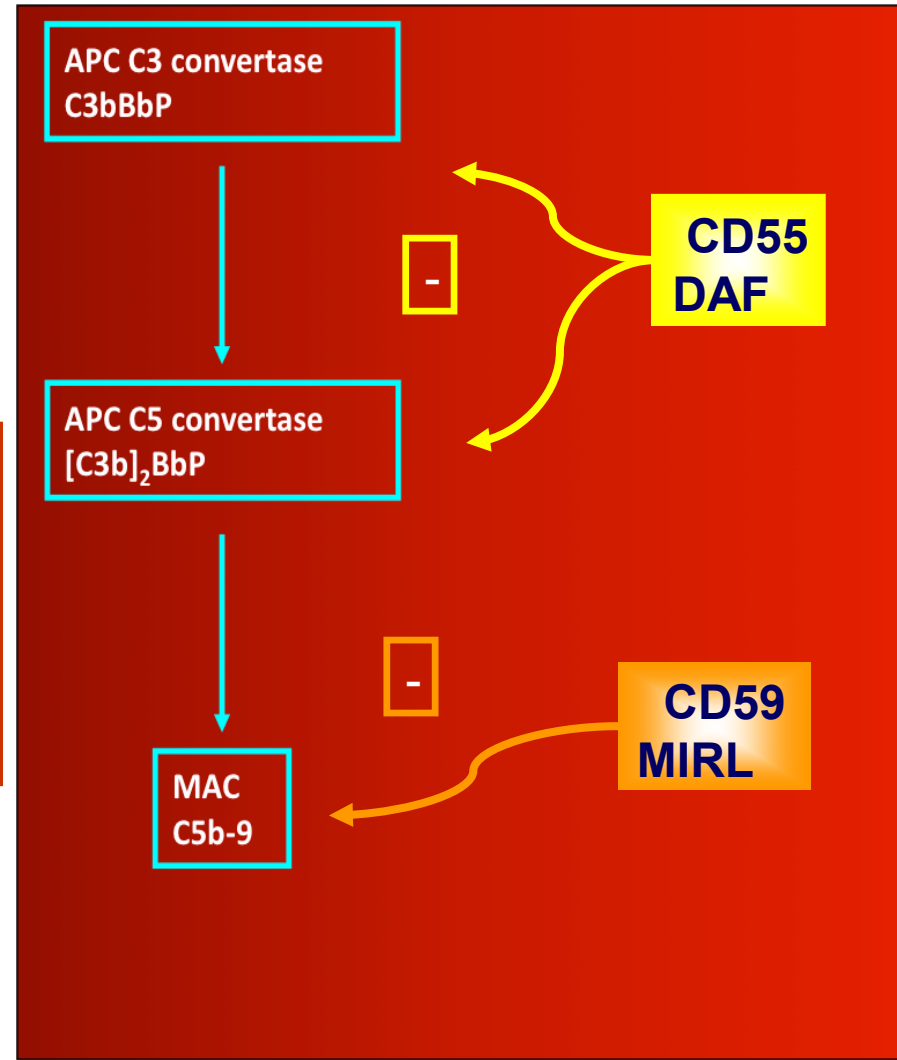 APC C3 convertase
C3bBbP
CD55
DAF
-
APC C5 convertase
[C3b]₂BbP
-
CD59
MIRL
MAC
C5b-9